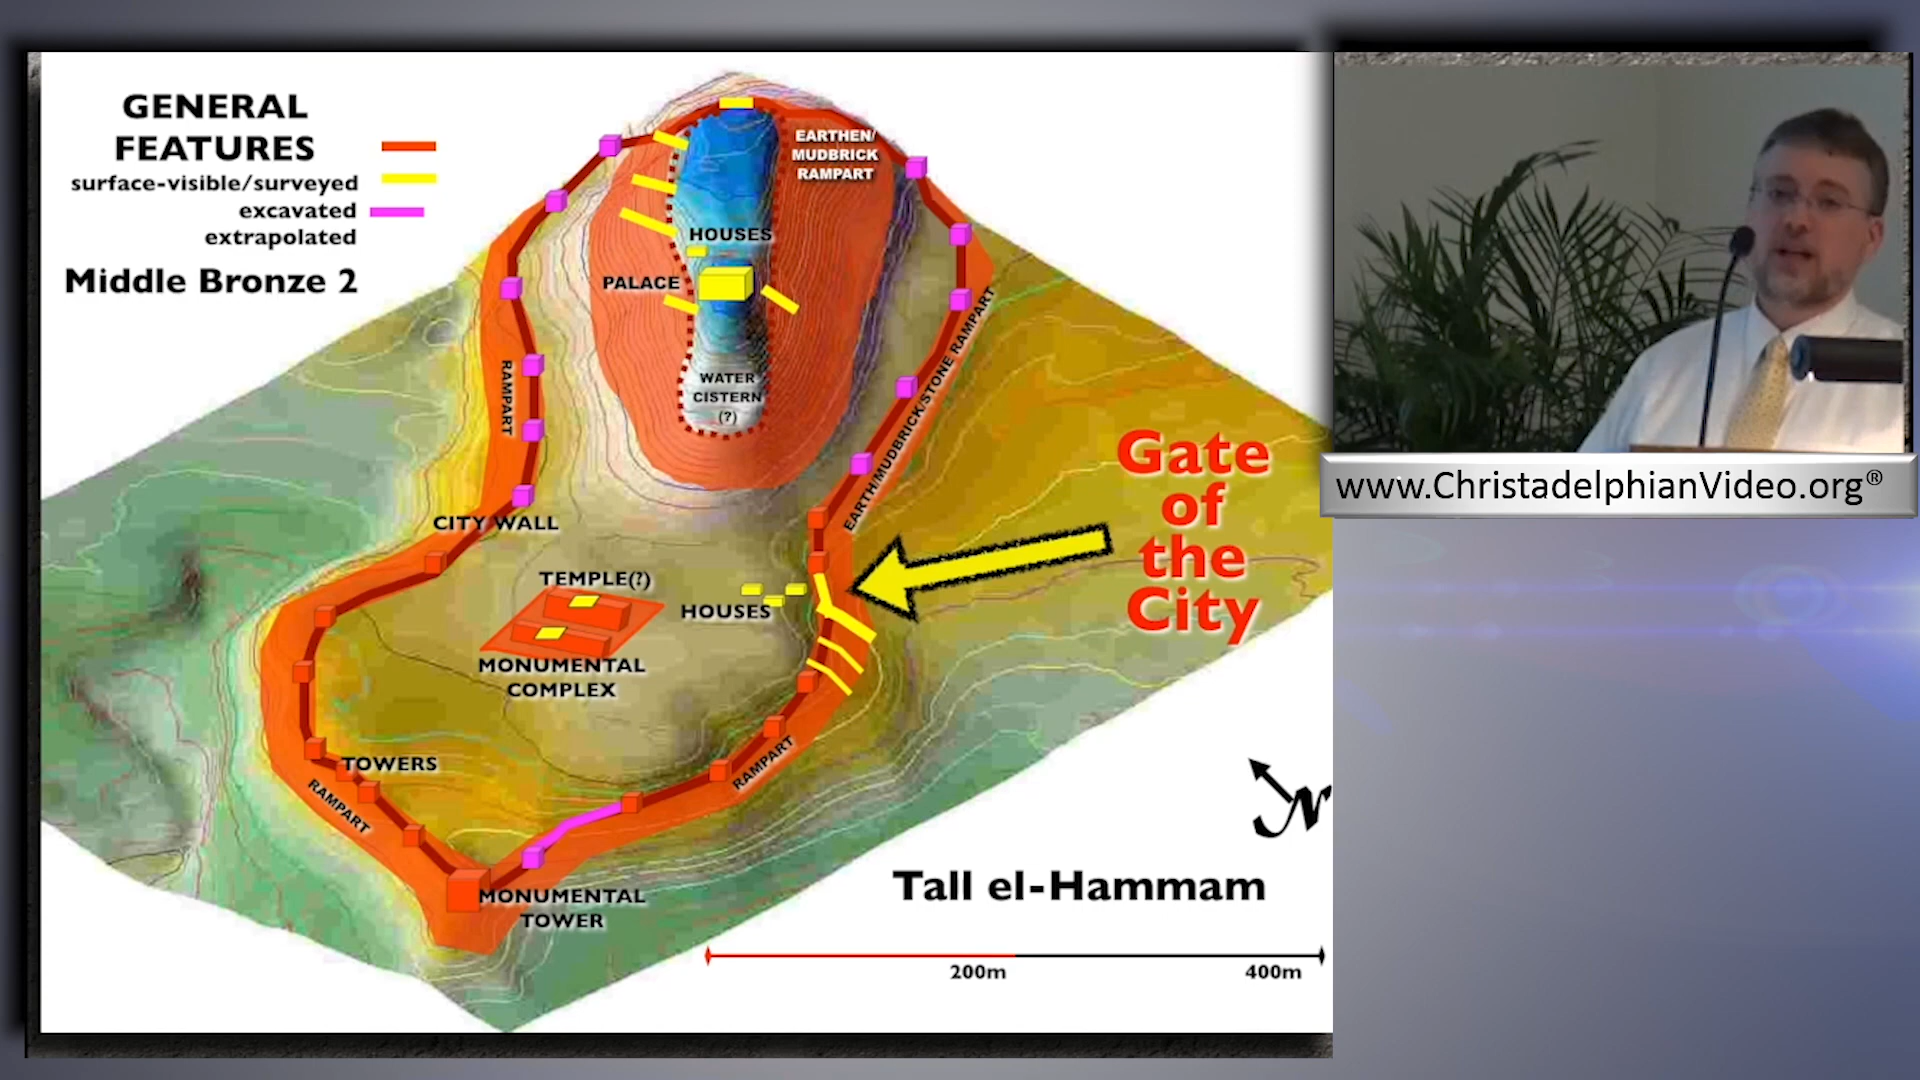 GENERAL
FEATURES
surface-visible/surveyed
excavated
extrapolated
Middle Bronze 2
EARTHEN/
MUDBRICK
RAMPART
HOUSES
PALACE
WATER
CISTERN
(?)
RAMPART
EARTH/MUDBRICK/STONE RAMPART
CITY WALL
Gate
of
the
City
TEMPLE(?)
HOUSES
MONUMENTAL
COMPLEX
TOWERS
RAMPART
RAMPART
MONUMENTAL
TOWER
N
Tall el-Hammam
200m
400m
www.ChristadelphianVideo.org®